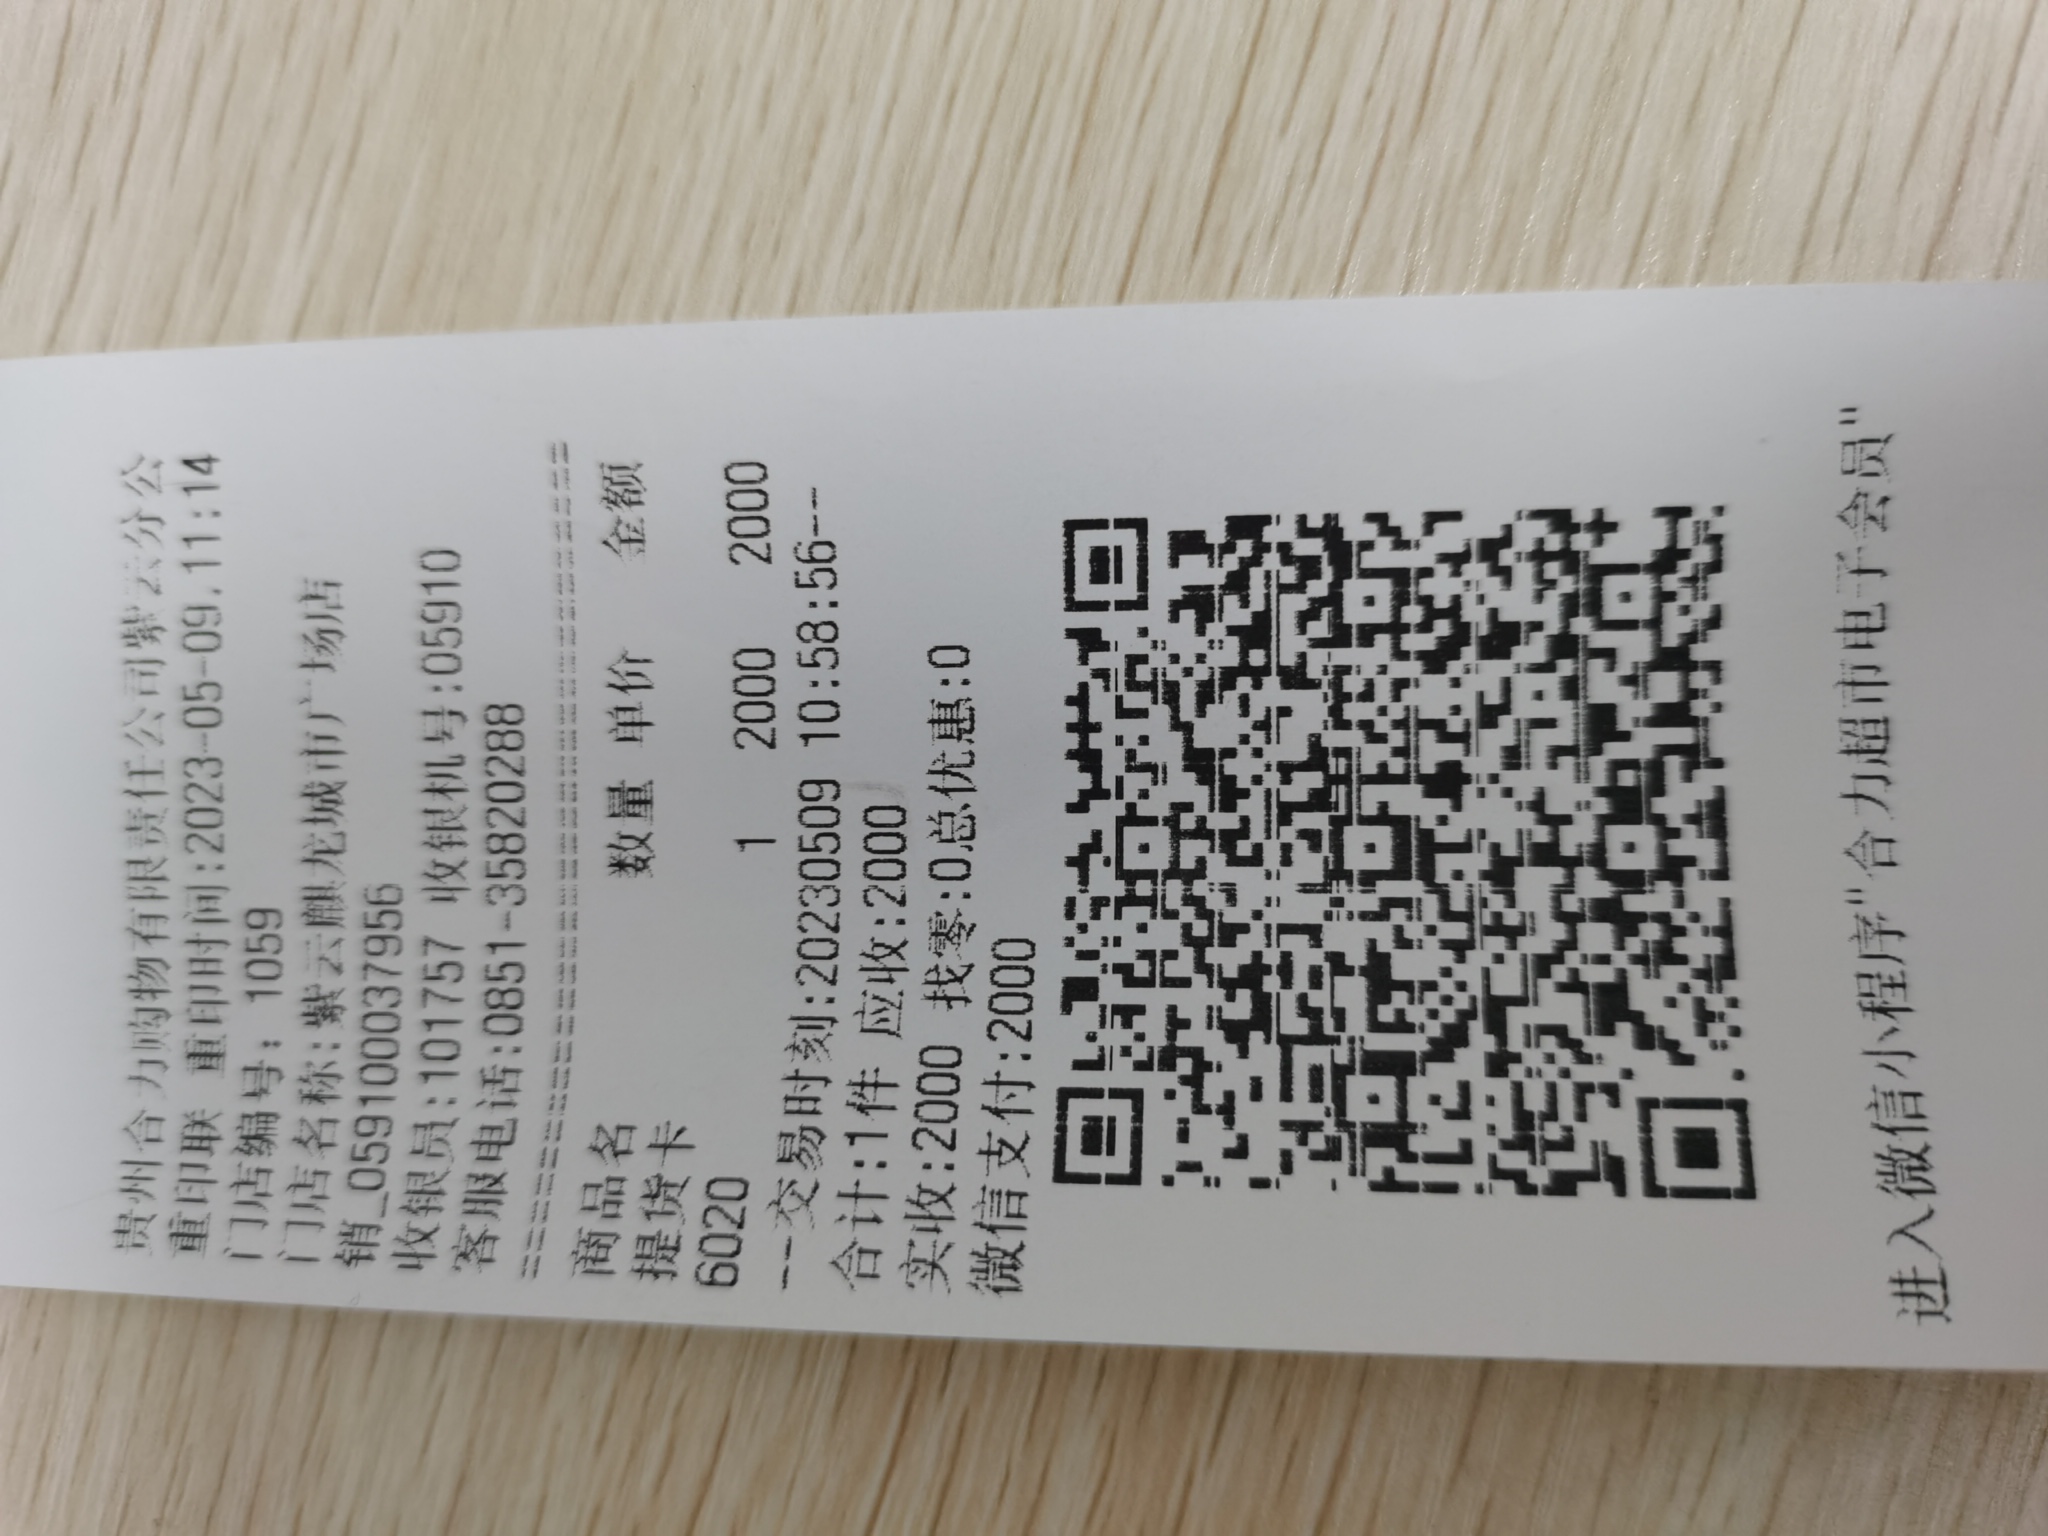 贵州合力购物有限责任公司紫云分公
重印联 重印时间:2023-05-09.11:14
门店编号: 1059
门店名称:紫云麒龙城市广场店
销_0591000037956
收银员:101757 收银机号:05910
客服电话:0851-35820288
==============================
商品名 数量 单价 金额
提货卡
6020 1 2000 2000
--交易时刻:20230509 10:58:56--
合计:1件 应收:2000
实收:2000 找零:0总优惠:0
微信支付:2000
进入微信小程序"合力超市电子会员"